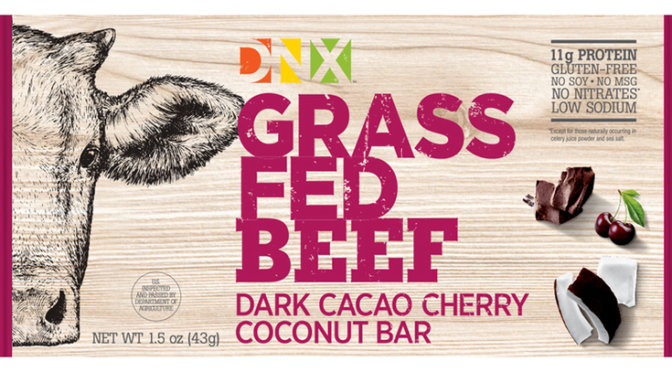 DNX
GRASS
FED
BEEF
DARK CACAO CHERRY
COCONUT BAR
11g PROTEIN
GLUTEN-FREE
NO SOY • NO MSG
NO NITRATES*
LOW SODIUM
*Except for those naturally occurring in
celery juice powder and sea salt.
U.S.
INSPECTED
AND PASSED BY
DEPARTMENT OF
AGRICULTURE
NET WT 1.5 oz (43g)